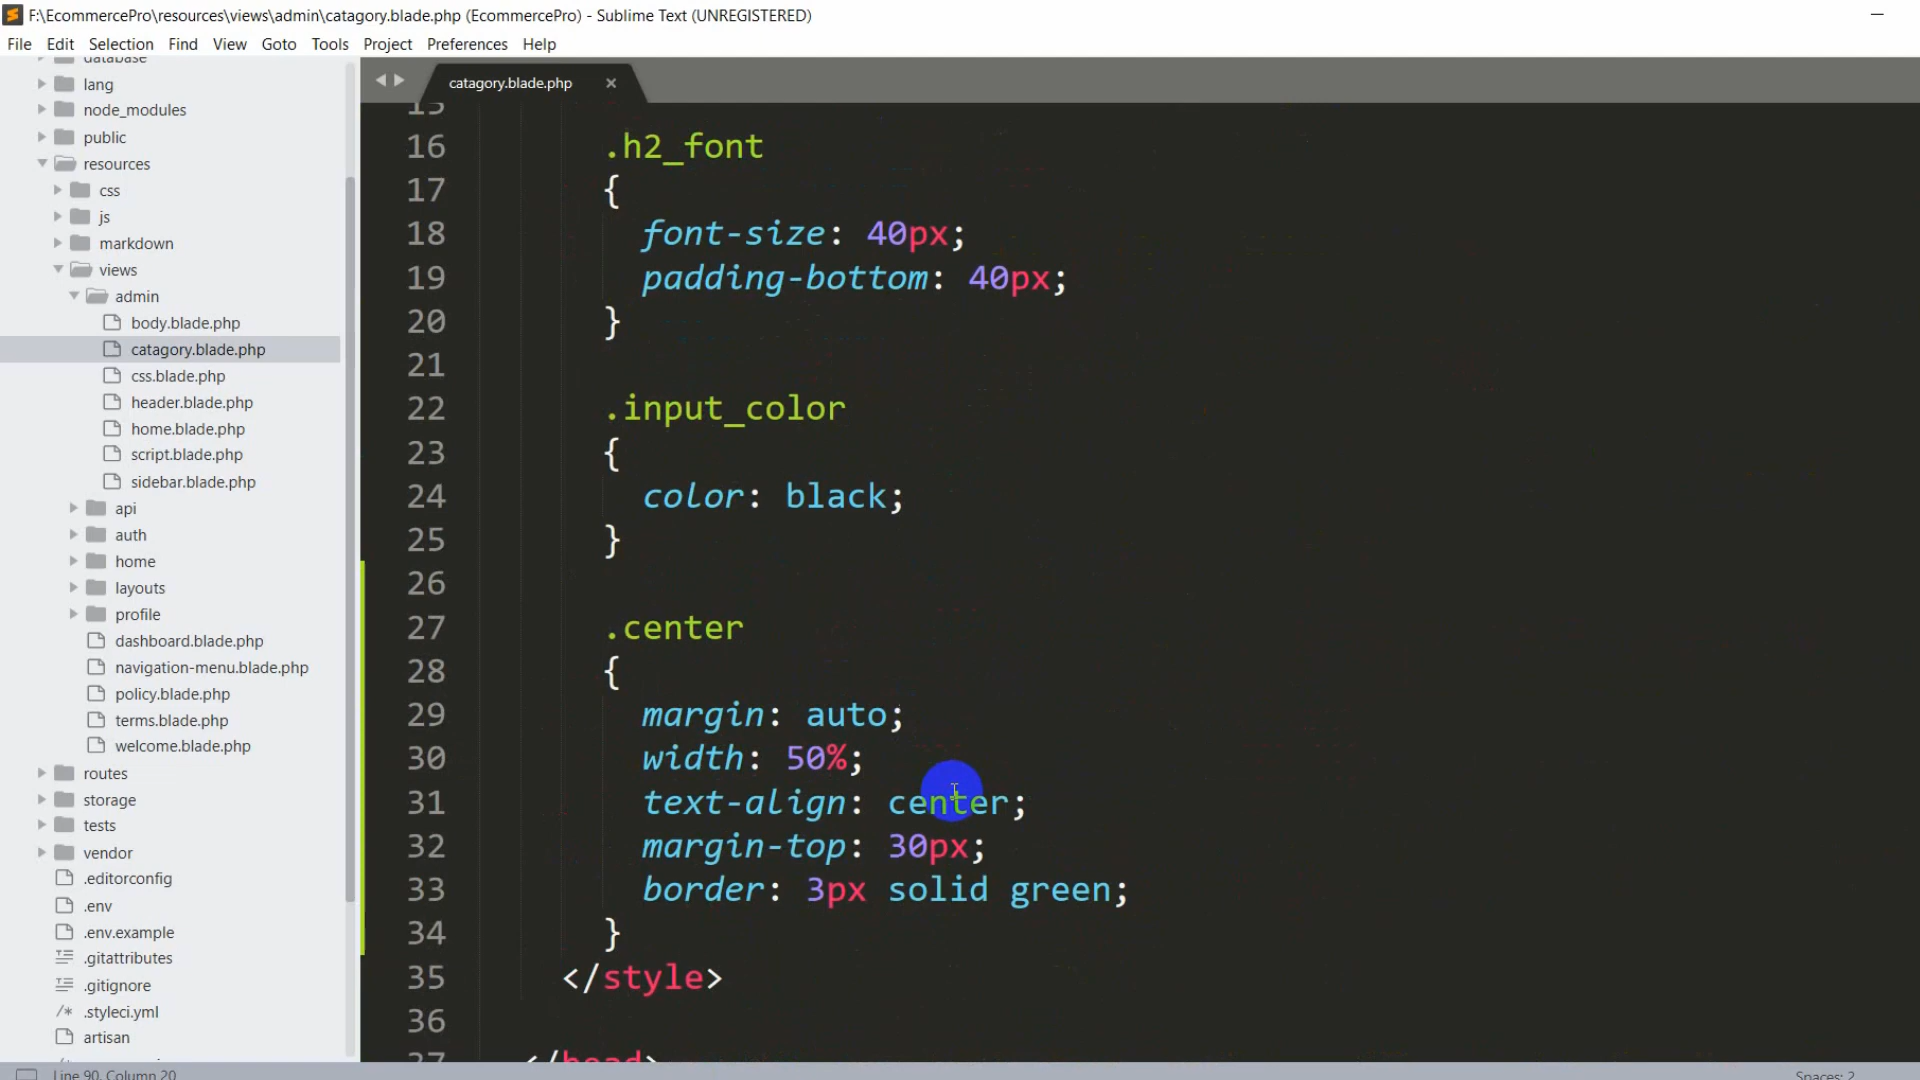 F:\EcommercePro\resources\views\admin\catagory.blade.php (EcommercePro) - Sublime Text (UNREGISTERED)
File Edit Selection Find View Goto Tools Project Preferences Help
database
lang
node_modules
public
resources
css
js
markdown
views
admin
body.blade.php
catagory.blade.php
css.blade.php
header.blade.php
home.blade.php
script.blade.php
sidebar.blade.php
api
auth
home
layouts
profile
dashboard.blade.php
navigation-menu.blade.php
policy.blade.php
terms.blade.php
welcome.blade.php
routes
storage
tests
vendor
.editorconfig
.env
.env.example
.gitattributes
.gitignore
.styleci.yml
artisan
catagory.blade.php
15
16 .h2_font
17 {
18 font-size: 40px;
19 padding-bottom: 40px;
20 }
21
22 .input_color
23 {
24 color: black;
25 }
26
27 .center
28 {
29 margin: auto;
30 width: 50%;
31 text-align: center;
32 margin-top: 30px;
33 border: 3px solid green;
34 }
35 </style>
36
37 </head>
Line 90, Column 20
Spaces: 2